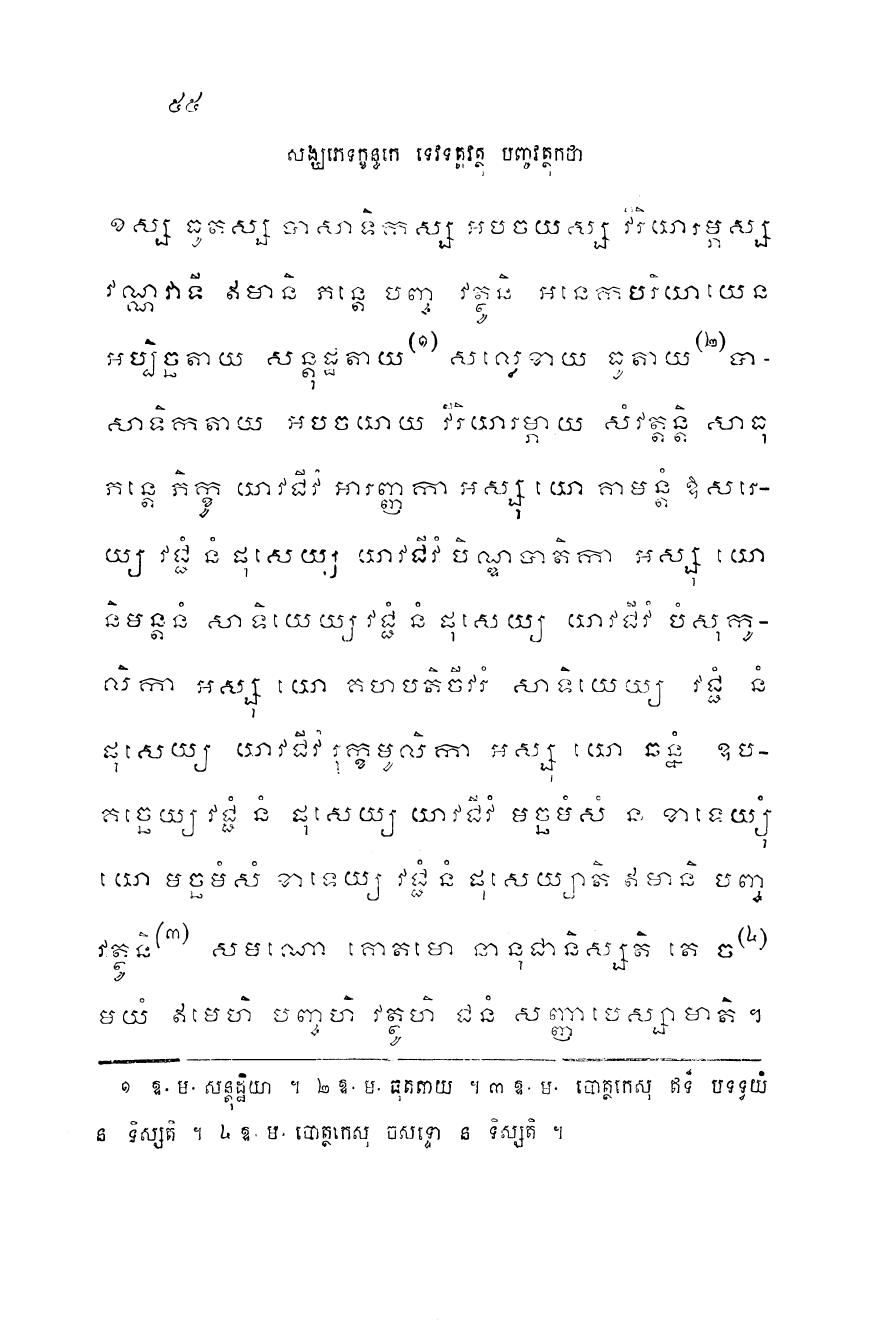 ៥៥
សង្ឃភេទក្ខន្ធកេ ទេវទត្តវត្ថុ បញ្ចវត្ថុកថា
ឋស្ស ធូតស្ស បាសាទិកស្ស អបចយស្ស វីរិយារម្ភស្ស
វណ្ណវាទី ឥមានិ ភន្តេ បញ្ច វត្ថូនិ អនេកបរិយាយេន
អប្បិច្ឆតាយ សន្តុដ្ឋតាយ(១) សល្លេខាយ ធូតាយ(២) បា-
សាទិកតាយ អបចយាយ វីរិយារម្ភាយ សំវត្តន្តិ សាធុ
ភន្តេ ភិក្ខូ យាវជីវំ អារញ្ញកា អស្សុ យោ គាមន្តំ ឱសរេ-
យ្យ វជ្ជំ នំ ផុសេយ្យ យាវជីវំ បិណ្ឌបាតិកា អស្សុ យោ
និមន្តនំ សាទិយេយ្យ វជ្ជំ នំ ផុសេយ្យ យាវជីវំ បំសុកូ-
លិកា អស្សុ យោ គហបតិចីវរំ សាទិយេយ្យ វជ្ជំ នំ
ផុសេយ្យ យាវជីវំ រុក្ខមូលិកា អស្សុ យោ ឆន្នំ ឧប-
គច្ឆេយ្យ វជ្ជំ នំ ផុសេយ្យ យាវជីវំ មច្ឆមំសំ ន ខាទេយ្យុំ
យោ មច្ឆមំសំ ខាទេយ្យ វជ្ជំ នំ ផុសេយ្យាតិ ឥមានិ បញ្ច
វត្ថូនិ(៣) សមណោ គោតមោ នានុជានិស្សតិ តេ ច(៤)
មយំ ឥមេហិ បញ្ចហិ វត្ថូហិ ជនំ សញ្ញាបេស្សាមាតិ ។
១ ឱ. ម. សន្តុដ្ឋិយា ។ ២ ឱ. ម. ធុតតាយ ។ ៣ ឱ. ម. បោត្ថកេសុ ឥទំ បទទ្វយំ
ន ទិស្សតិ ។ ៤ ឱ. ម. បោត្ថកេសុ ចសទ្ទោ ន ទិស្សតិ ។